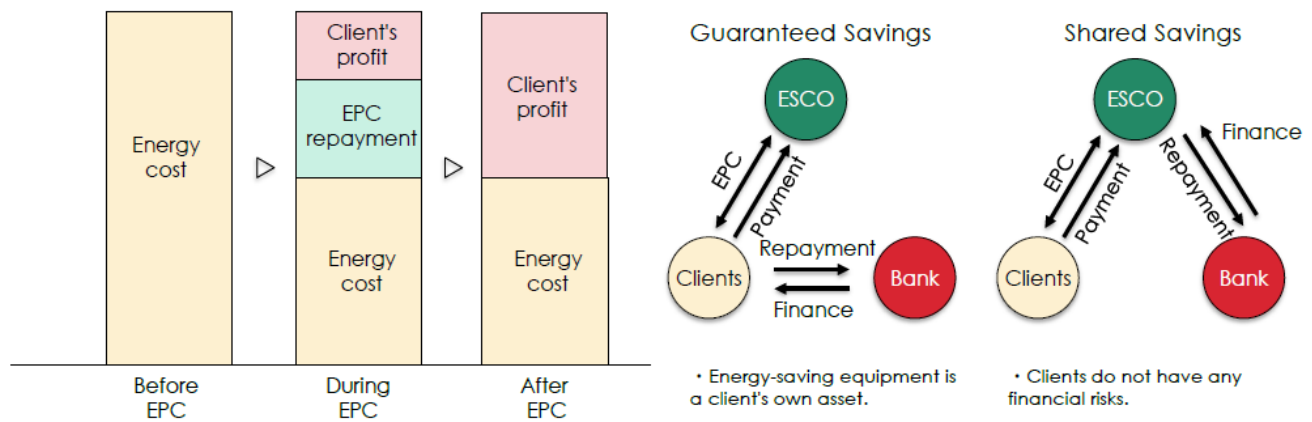 Energy
cost
Client's
profit
EPC
repayment
Energy
cost
Client's
profit
Energy
cost
Before
EPC
During
EPC
After
EPC
Guaranteed Savings
ESCO
EPC
Payment
Clients
Repayment
Finance
Bank
・Energy-saving equipment is
a client's own asset.
Shared Savings
ESCO
EPC
Payment
Finance
Repayment
Clients
Bank
・Clients do not have any
financial risks.